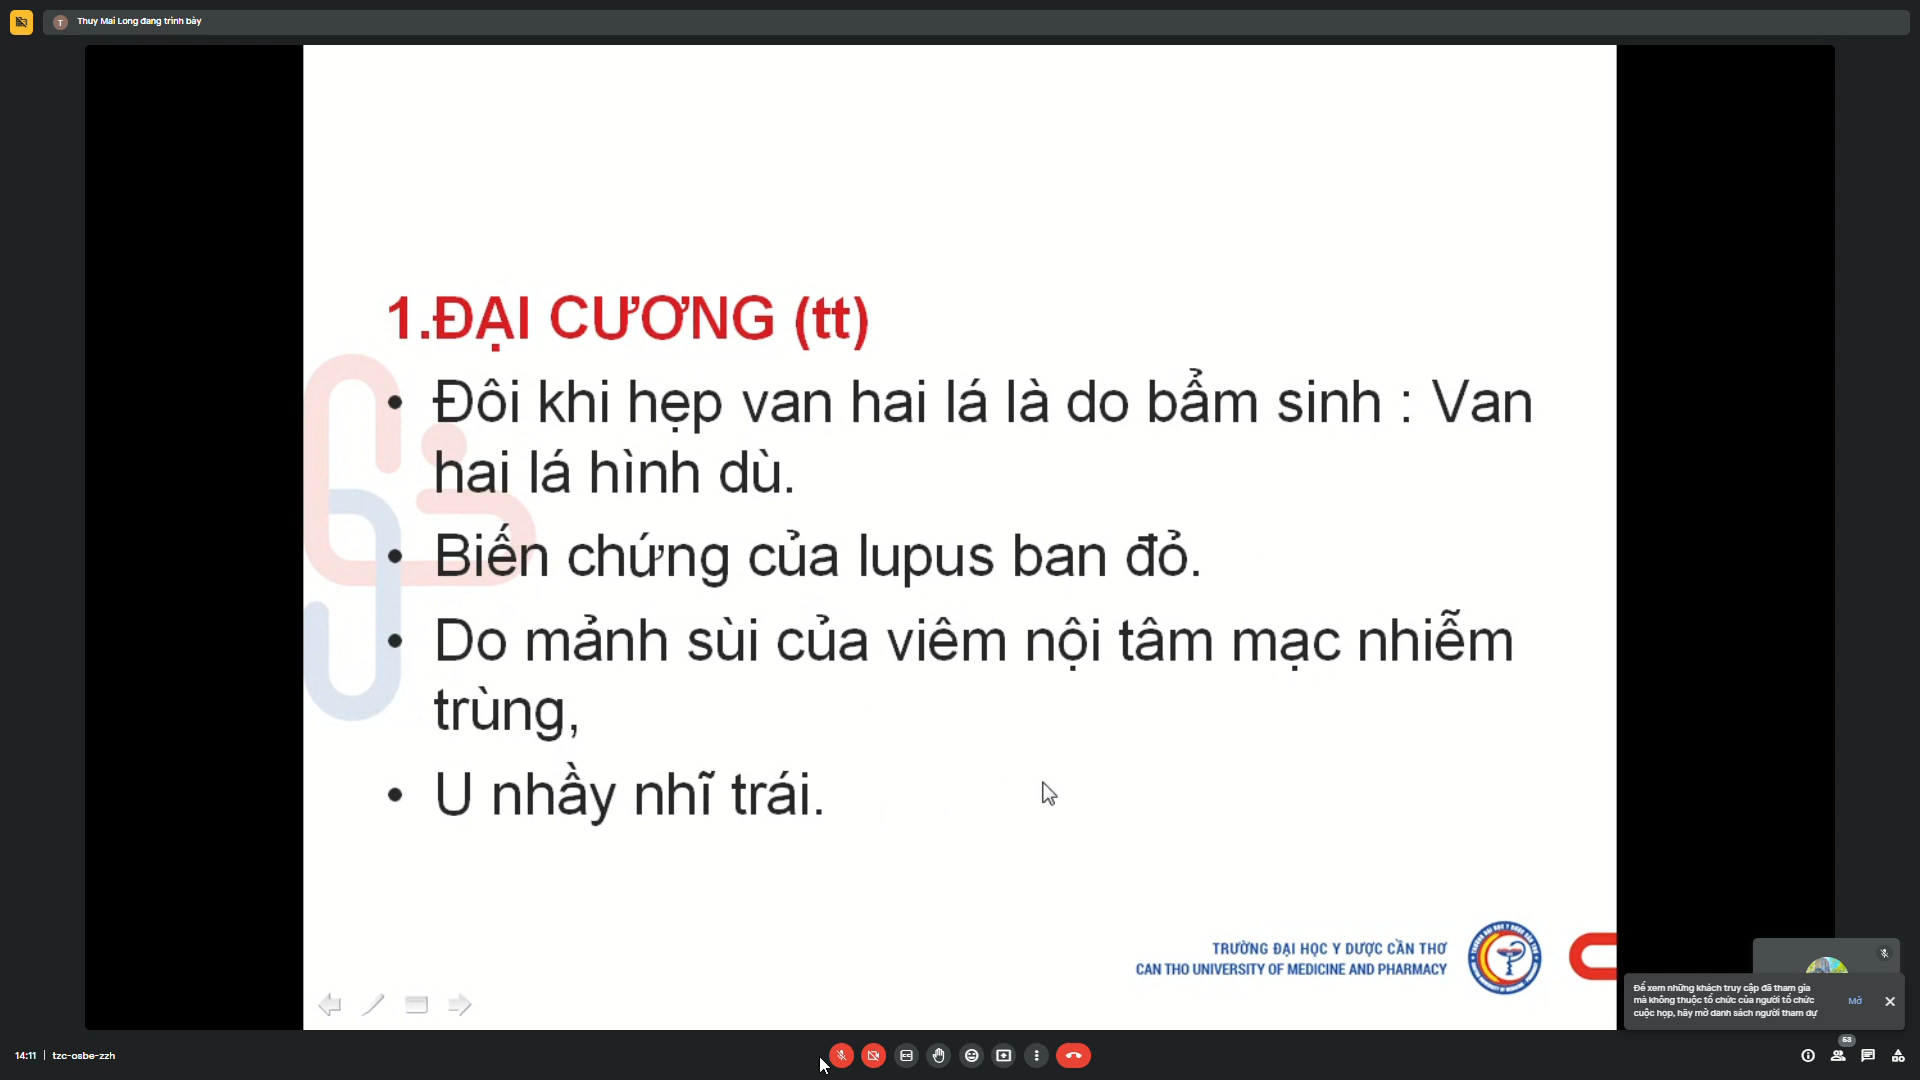 T
Thuy Mai Long đang trình bày
1.ĐẠI CƯƠNG (tt)
• Đôi khi hẹp van hai lá là do bẩm sinh : Van
hai lá hình dù.
• Biến chứng của lupus ban đỏ.
• Do mảnh sùi của viêm nội tâm mạc nhiễm
trùng,
• U nhầy nhĩ trái.
TRƯỜNG ĐẠI HỌC Y DƯỢC CẦN THƠ
CAN THO UNIVERSITY OF MEDICINE AND PHARMACY
Để xem những khách truy cập đã tham gia
mà không thuộc tổ chức của người tổ chức
cuộc họp, hãy mở danh sách người tham dự
Mở
14:11 | tzc-osbe-zzh
63